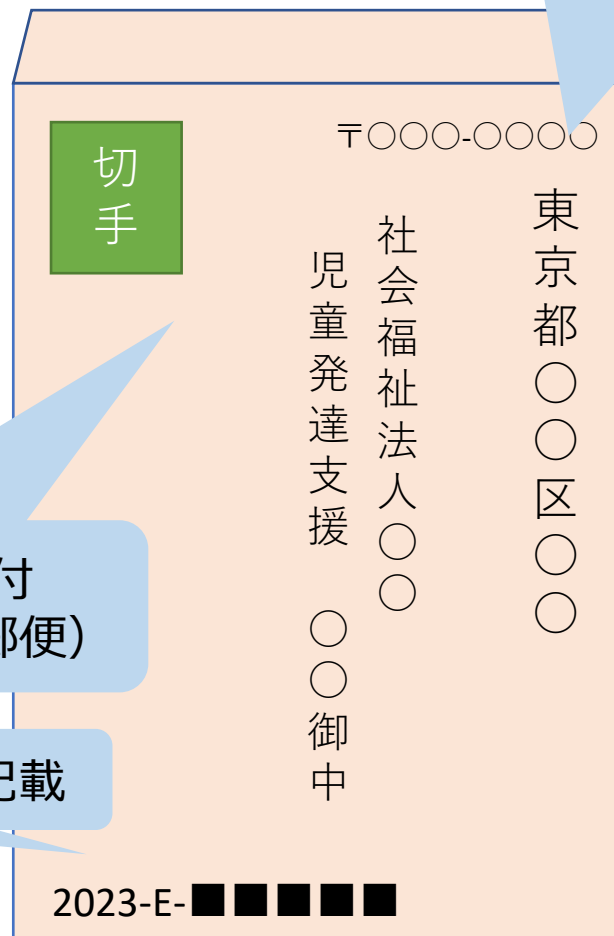 〒○○○-○○○○
東京都○○区○○
社会福祉法人○○
児童発達支援　○○御中
切手
付
郵便）
記載
2023-E-■■■■■